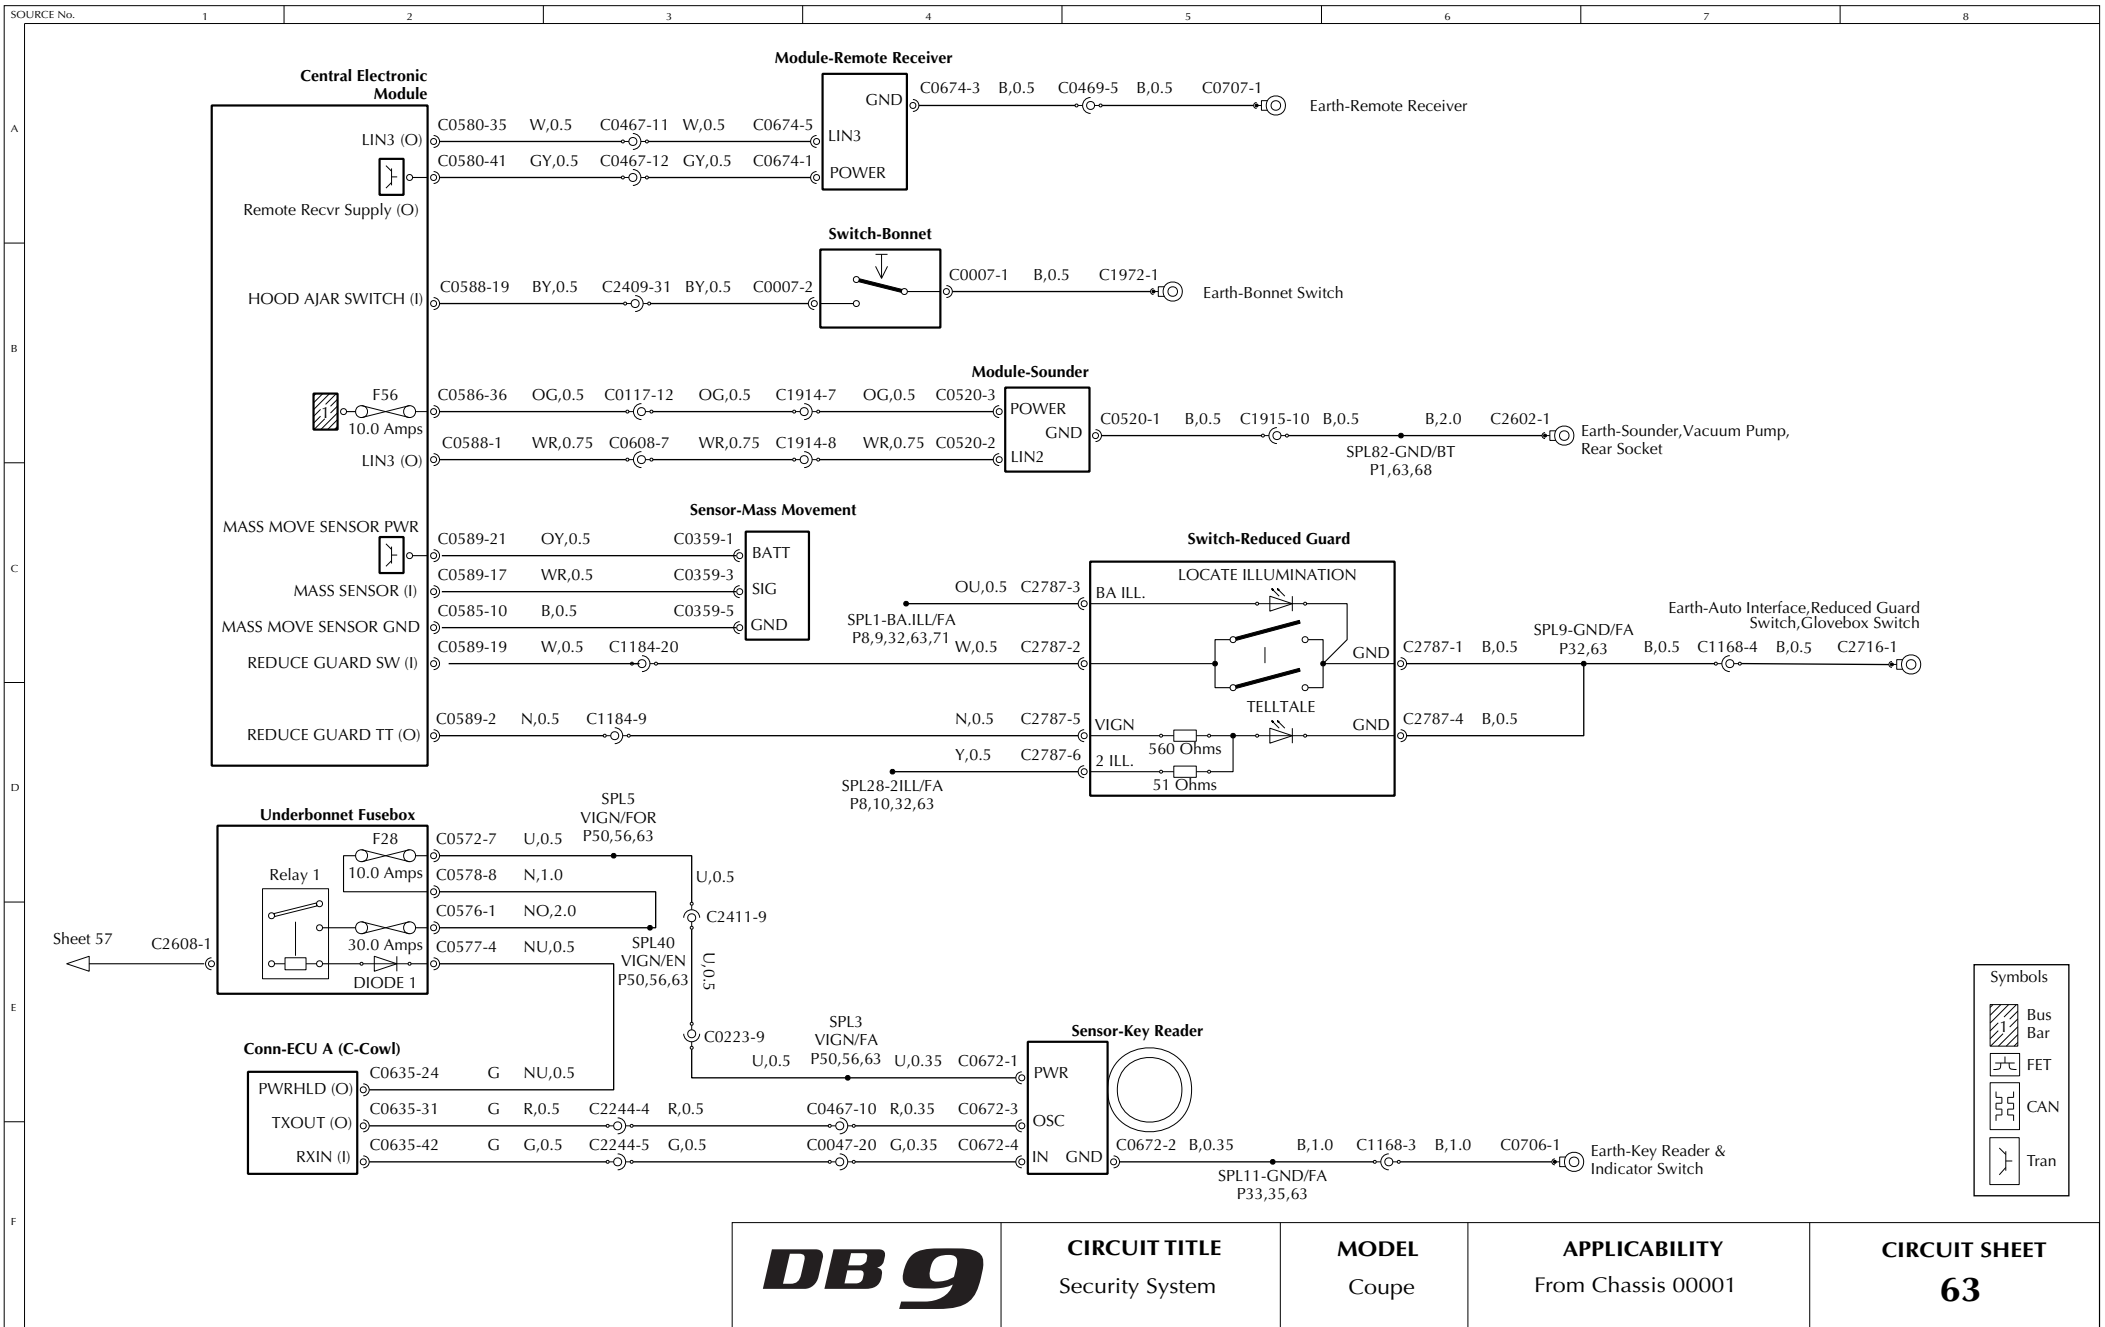 SOURCE No. 1 2 3 4 5 6 7 8
A
B
C
D
E
F
Central Electronic
Module
LIN3 (O)
Remote Recvr Supply (O)
HOOD AJAR SWITCH (I)
1
F56
10.0 Amps
LIN3 (O)
MASS MOVE SENSOR PWR
MASS SENSOR (I)
MASS MOVE SENSOR GND
REDUCE GUARD SW (I)
REDUCE GUARD TT (O)
Module-Remote Receiver
GND
LIN3
POWER
C0674-3 B,0.5 C0469-5 B,0.5 C0707-1
Earth-Remote Receiver
C0580-35 W,0.5 C0467-11 W,0.5 C0674-5
C0580-41 GY,0.5 C0467-12 GY,0.5 C0674-1
Switch-Bonnet
C0588-19 BY,0.5 C2409-31 BY,0.5 C0007-2
C0007-1 B,0.5 C1972-1
Earth-Bonnet Switch
Module-Sounder
POWER
GND
LIN2
C0586-36 OG,0.5 C0117-12 OG,0.5 C1914-7 OG,0.5 C0520-3
C0588-1 WR,0.75 C0608-7 WR,0.75 C1914-8 WR,0.75 C0520-2
C0520-1 B,0.5 C1915-10 B,0.5 B,2.0 C2602-1
SPL82-GND/BT
P1,63,68
Earth-Sounder,Vacuum Pump,
Rear Socket
Sensor-Mass Movement
BATT
SIG
GND
C0589-21 OY,0.5 C0359-1
C0589-17 WR,0.5 C0359-3
C0585-10 B,0.5 C0359-5
C0589-19 W,0.5 C1184-20 W,0.5 C2787-2
C0589-2 N,0.5 C1184-9 N,0.5 C2787-5
OU,0.5 C2787-3
SPL1-BA.ILL/FA
P8,9,32,63,71
Y,0.5 C2787-6
SPL28-2ILL/FA
P8,10,32,63
Switch-Reduced Guard
LOCATE ILLUMINATION
BA ILL.
GND
TELLTALE
VIGN
GND
560 Ohms
2 ILL.
51 Ohms
C2787-1 B,0.5
SPL9-GND/FA
P32,63
B,0.5 C1168-4 B,0.5 C2716-1
Earth-Auto Interface,Reduced Guard
Switch,Glovebox Switch
C2787-4 B,0.5
Underbonnet Fusebox
F28
10.0 Amps
Relay 1
30.0 Amps
DIODE 1
Sheet 57
C2608-1
C0572-7 U,0.5
SPL5
VIGN/FOR
P50,56,63
C0578-8 N,1.0
C0576-1 NO,2.0
C0577-4 NU,0.5
SPL40
VIGN/EN
P50,56,63
U,0.5
C2411-9
U,0.5
C0223-9
Conn-ECU A (C-Cowl)
PWRHLD (O)
TXOUT (O)
RXIN (I)
C0635-24 G NU,0.5
C0635-31 G R,0.5 C2244-4 R,0.5 C0467-10 R,0.35 C0672-3
C0635-42 G G,0.5 C2244-5 G,0.5 C0047-20 G,0.35 C0672-4
U,0.5
SPL3
VIGN/FA
P50,56,63
U,0.35 C0672-1
Sensor-Key Reader
PWR
OSC
IN GND
C0672-2 B,0.35 B,1.0 C1168-3 B,1.0 C0706-1
SPL11-GND/FA
P33,35,63
Earth-Key Reader &
Indicator Switch
Symbols
1
Bus
Bar
FET
CAN
Tran
DB9
CIRCUIT TITLE
Security System
MODEL
Coupe
APPLICABILITY
From Chassis 00001
CIRCUIT SHEET
63